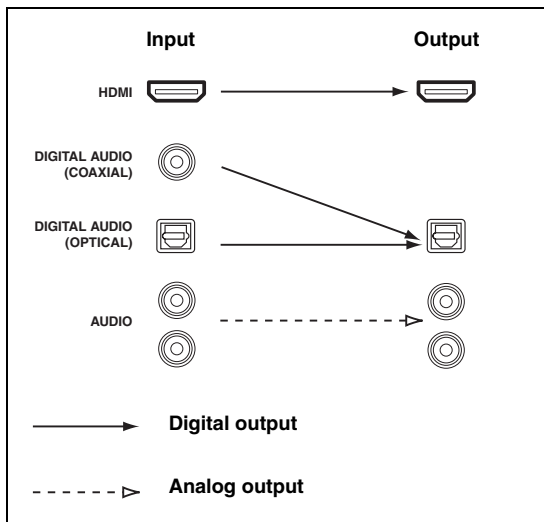 Input
Output
HDMI
DIGITAL AUDIO
(COAXIAL)
DIGITAL AUDIO
(OPTICAL)
AUDIO
Digital output
Analog output